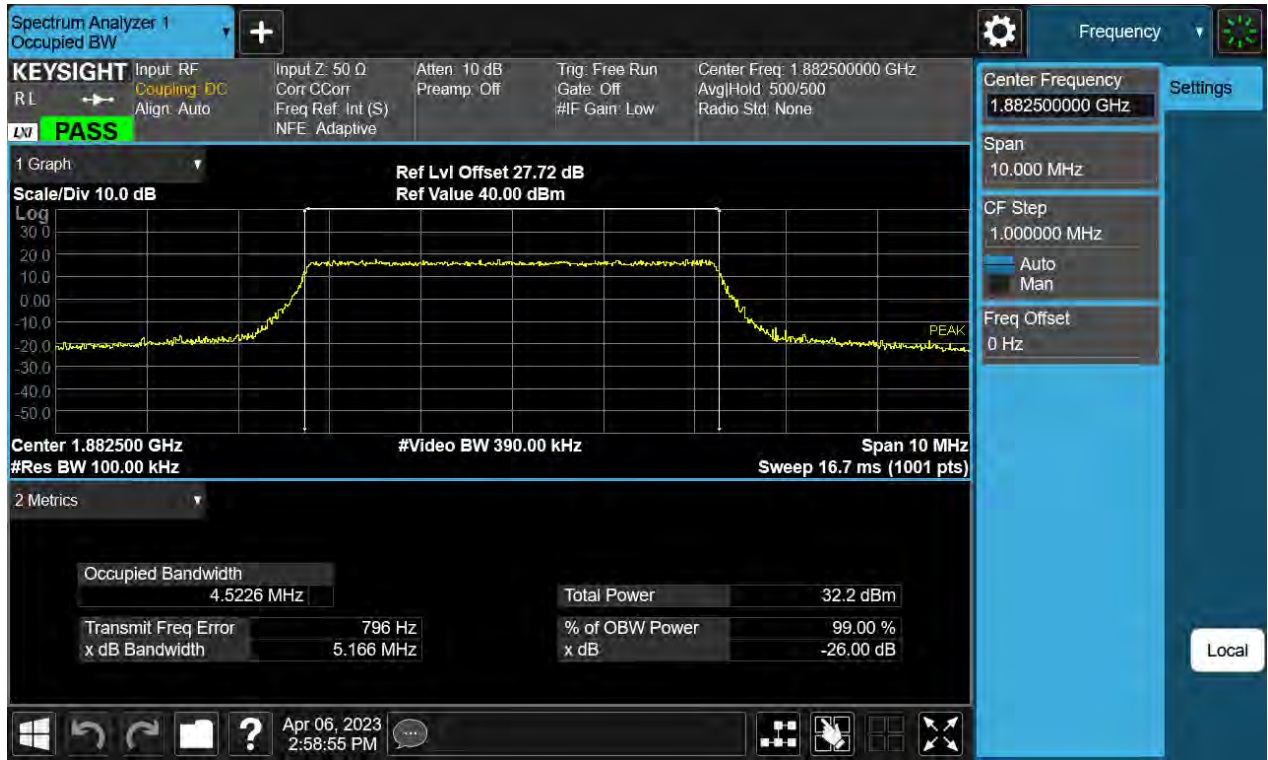 Spectrum Analyzer 1
Occupied BW
+
Frequency
KEYSIGHT
RL
LXI
PASS
Input: RF
Coupling: DC
Align: Auto
Input Z: 50 Ω
Corr CCorr
Freq Ref: Int (S)
NFE: Adaptive
Atten: 10 dB
Preamp: Off
Trig: Free Run
Gate: Off
#IF Gain: Low
Center Freq: 1.882500000 GHz
Avg|Hold: 500/500
Radio Std: None
Center Frequency
1.882500000 GHz
Settings
Span
10.000 MHz
CF Step
1.000000 MHz
Auto
Man
Freq Offset
0 Hz
Local
1 Graph
Scale/Div 10.0 dB
Ref Lvl Offset 27.72 dB
Ref Value 40.00 dBm
Log
30.0
20.0
10.0
0.00
-10.0
-20.0
-30.0
-40.0
-50.0
PEAK
Center 1.882500 GHz
#Video BW 390.00 kHz
Span 10 MHz
#Res BW 100.00 kHz
Sweep 16.7 ms (1001 pts)
2 Metrics
Occupied Bandwidth
4.5226 MHz
Total Power 32.2 dBm
Transmit Freq Error 796 Hz
% of OBW Power 99.00 %
x dB Bandwidth 5.166 MHz
x dB -26.00 dB
?
Apr 06, 2023
2:58:55 PM